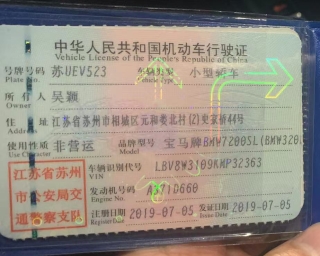 中华人民共和国机动车行驶证
Vehicle License of the People's Republic of China
号牌号码 苏UEV523 车辆类型 小型轿车
Plate No.
所有人 吴颖
Owner
住址 江苏省苏州市相城区元和娄北村(2)史家桥44号
Address
使用性质 非营运 品牌型号 宝马牌BMW7200SL(BMW320
Use Character Model
江苏省苏州市公安局交通警察支队
车辆识别代号 LBV8W3109KMP32363
VIN
发动机号码 A371D660
Engine No.
注册日期 2019-07-05 发证日期 2019-07-05
Register Date Issue Date